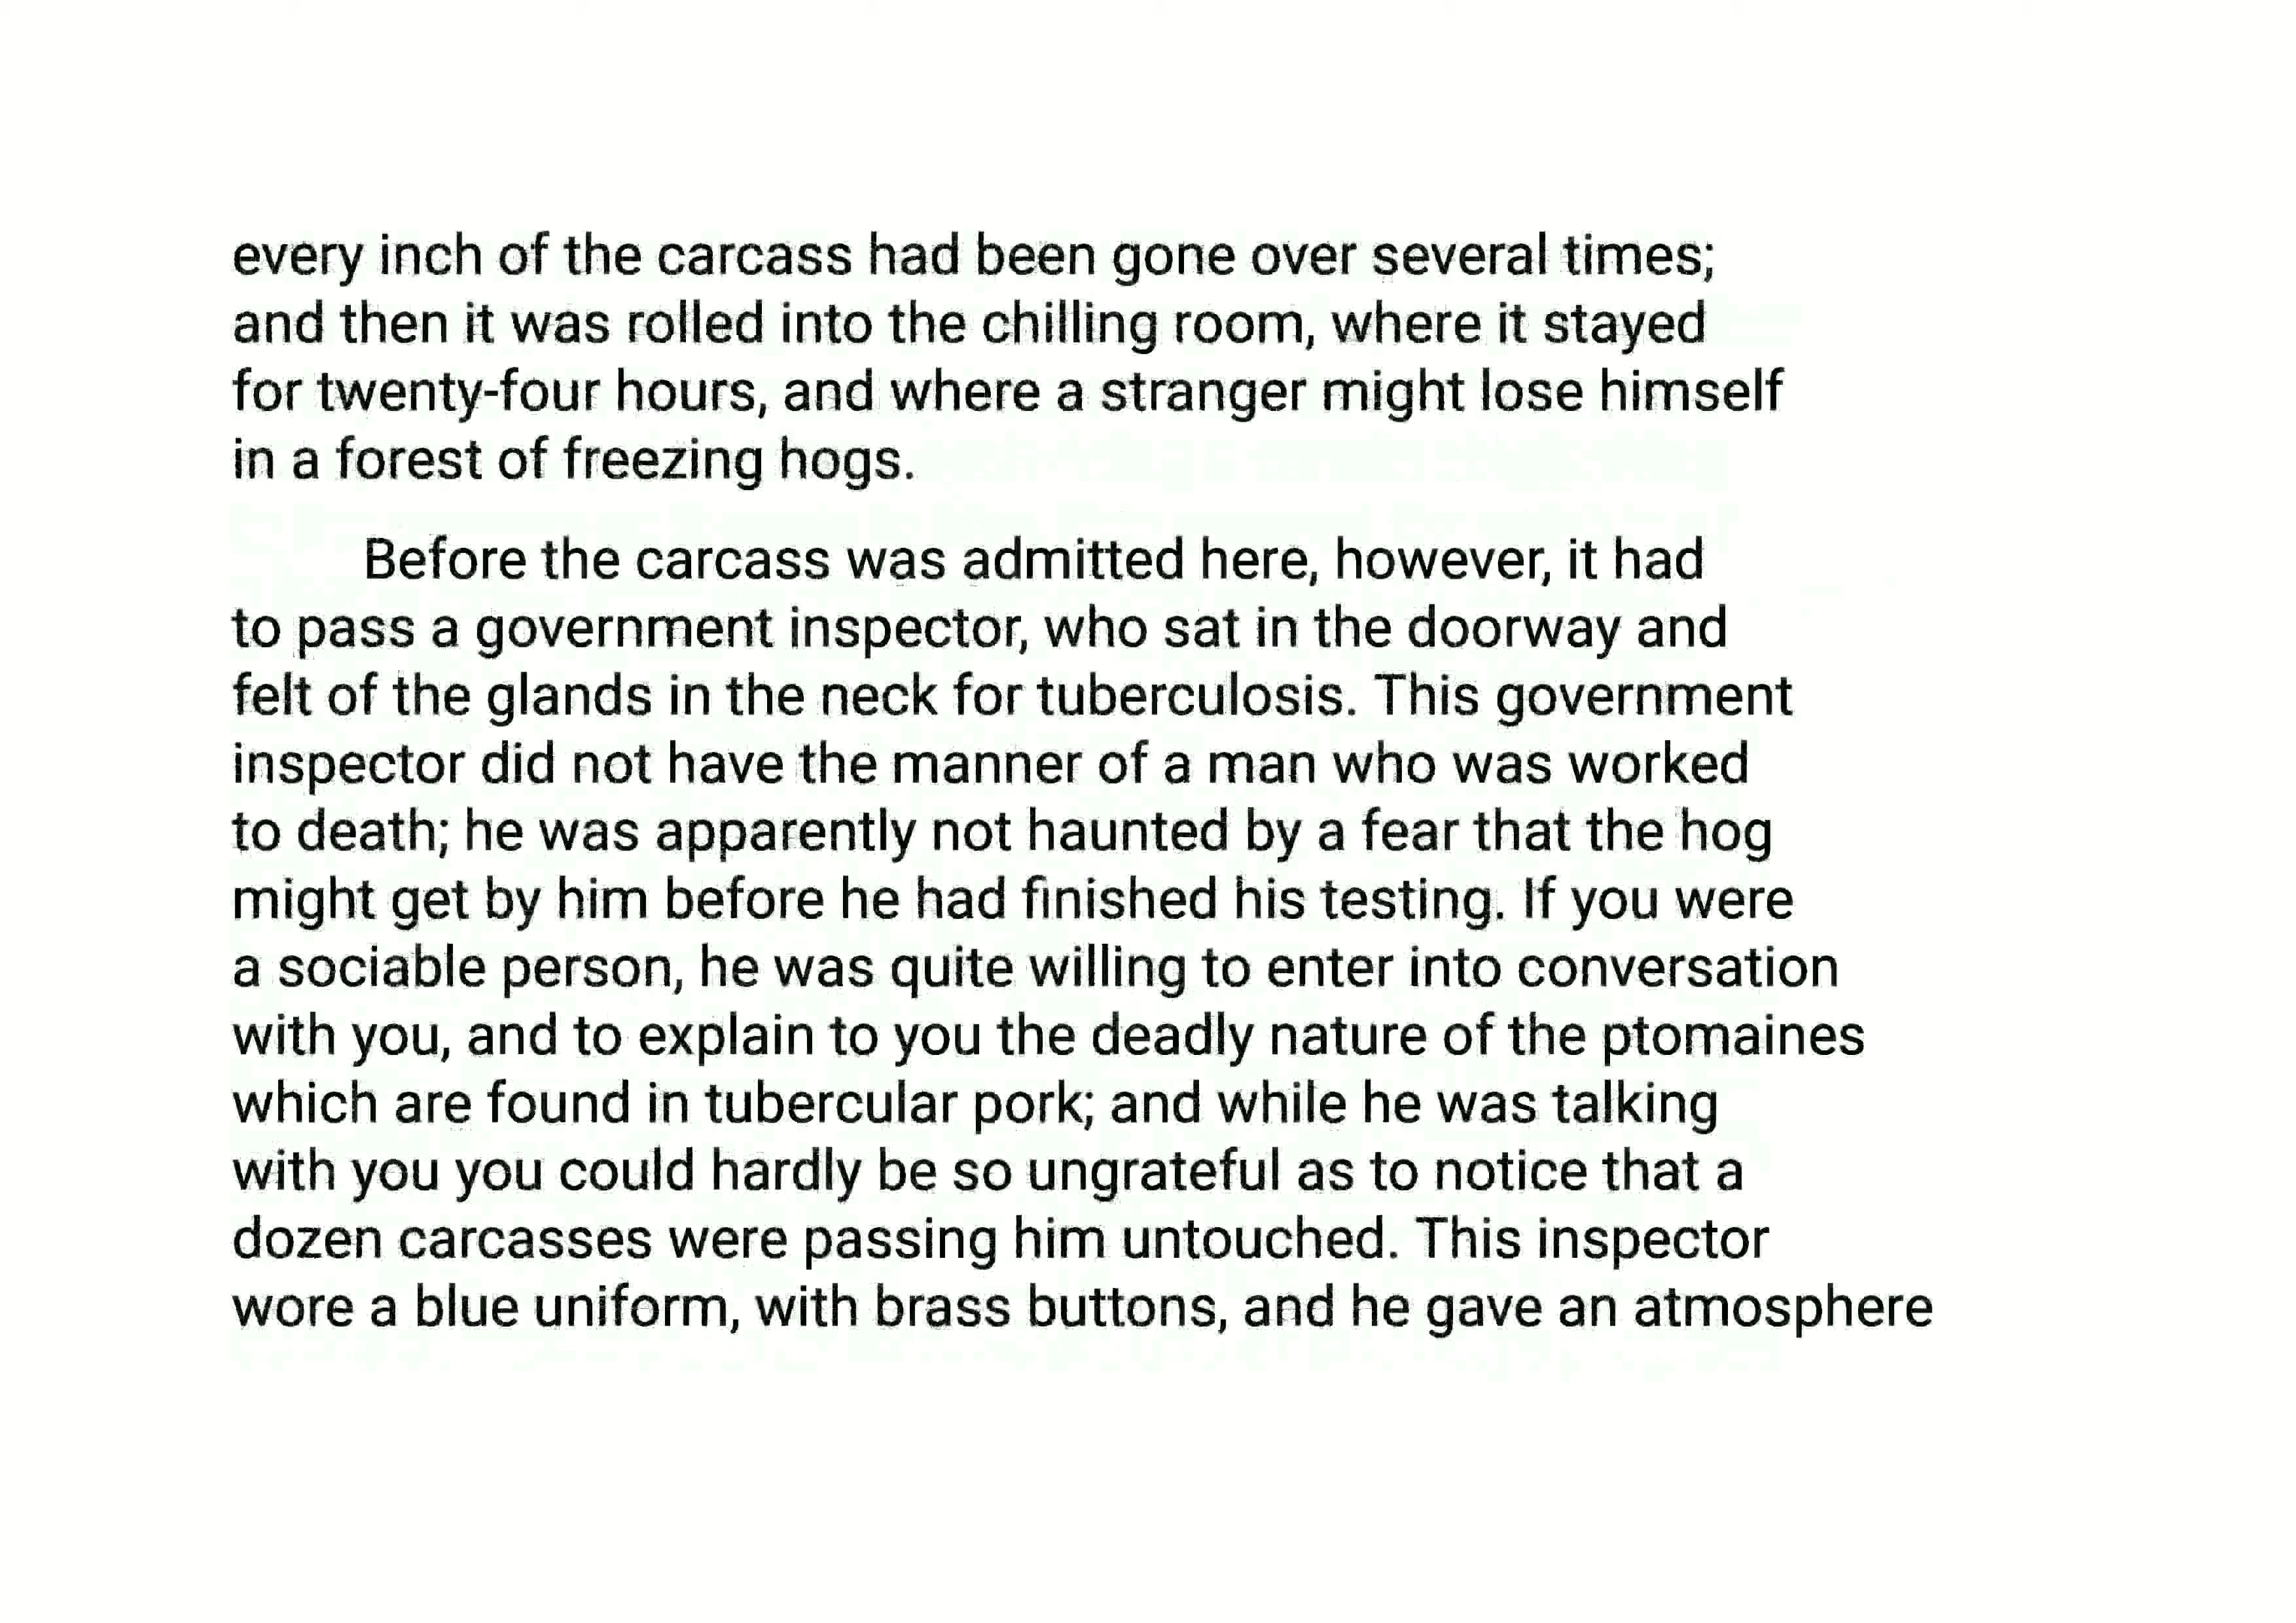 every inch of the carcass had been gone over several times;
and then it was rolled into the chilling room, where it stayed
for twenty-four hours, and where a stranger might lose himself
in a forest of freezing hogs.
Before the carcass was admitted here, however, it had
to pass a government inspector, who sat in the doorway and
felt of the glands in the neck for tuberculosis. This government
inspector did not have the manner of a man who was worked
to death; he was apparently not haunted by a fear that the hog
might get by him before he had finished his testing. If you were
a sociable person, he was quite willing to enter into conversation
with you, and to explain to you the deadly nature of the ptomaines
which are found in tubercular pork; and while he was talking
with you you could hardly be so ungrateful as to notice that a
dozen carcasses were passing him untouched. This inspector
wore a blue uniform, with brass buttons, and he gave an atmosphere